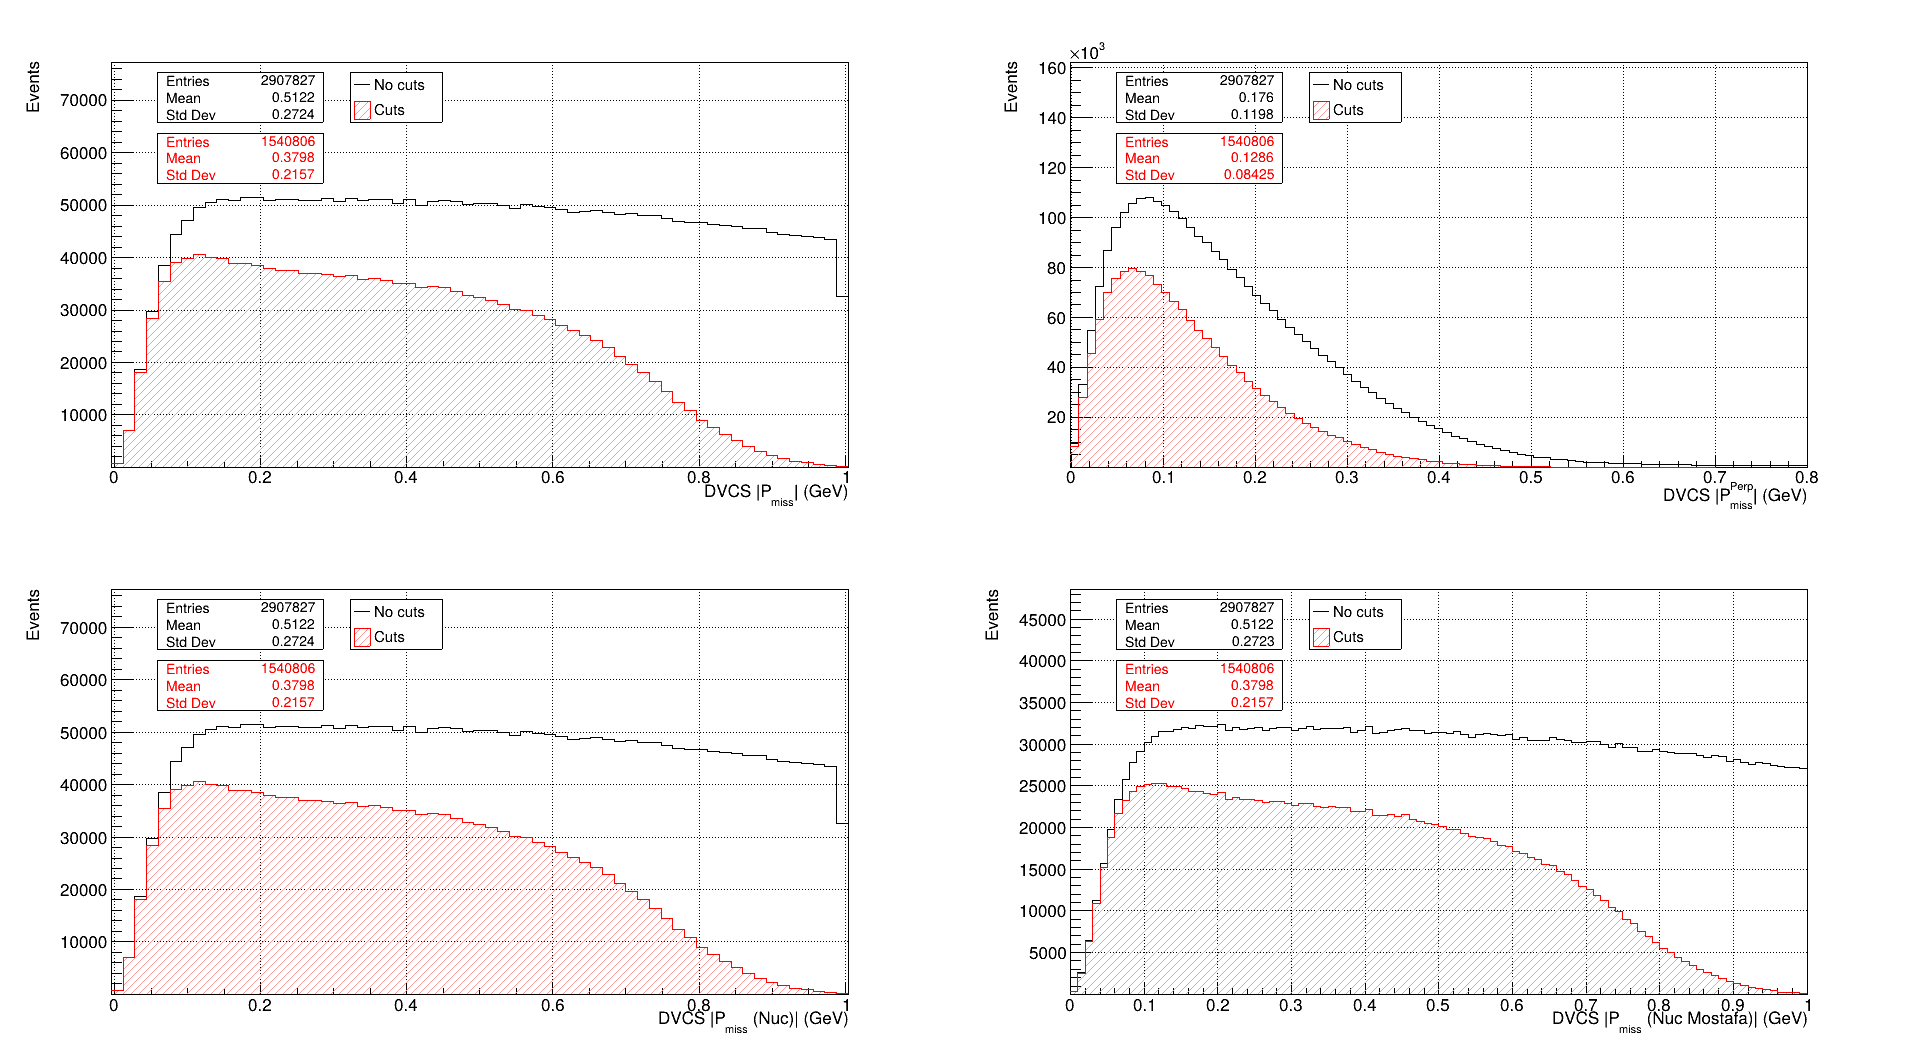 Events
Entries 2907827
Mean 0.5122
Std Dev 0.2724
No cuts
Cuts
Entries 1540806
Mean 0.3798
Std Dev 0.2157
70000
60000
50000
40000
30000
20000
10000
0 0.2 0.4 0.6 0.8 1
DVCS |P_miss| (GeV)
×10³
Events
Entries 2907827
Mean 0.176
Std Dev 0.1198
No cuts
Cuts
Entries 1540806
Mean 0.1286
Std Dev 0.08425
160
140
120
100
80
60
40
20
0 0.1 0.2 0.3 0.4 0.5 0.6 0.7 0.8
DVCS |P_miss^Perp| (GeV)
Events
Entries 2907827
Mean 0.5122
Std Dev 0.2724
No cuts
Cuts
Entries 1540806
Mean 0.3798
Std Dev 0.2157
70000
60000
50000
40000
30000
20000
10000
0 0.2 0.4 0.6 0.8 1
DVCS |P_miss (Nuc)| (GeV)
Events
Entries 2907827
Mean 0.5122
Std Dev 0.2723
No cuts
Cuts
Entries 1540806
Mean 0.3798
Std Dev 0.2157
45000
40000
35000
30000
25000
20000
15000
10000
5000
0 0.1 0.2 0.3 0.4 0.5 0.6 0.7 0.8 0.9 1
DVCS |P_miss (Nuc Mostafa)| (GeV)